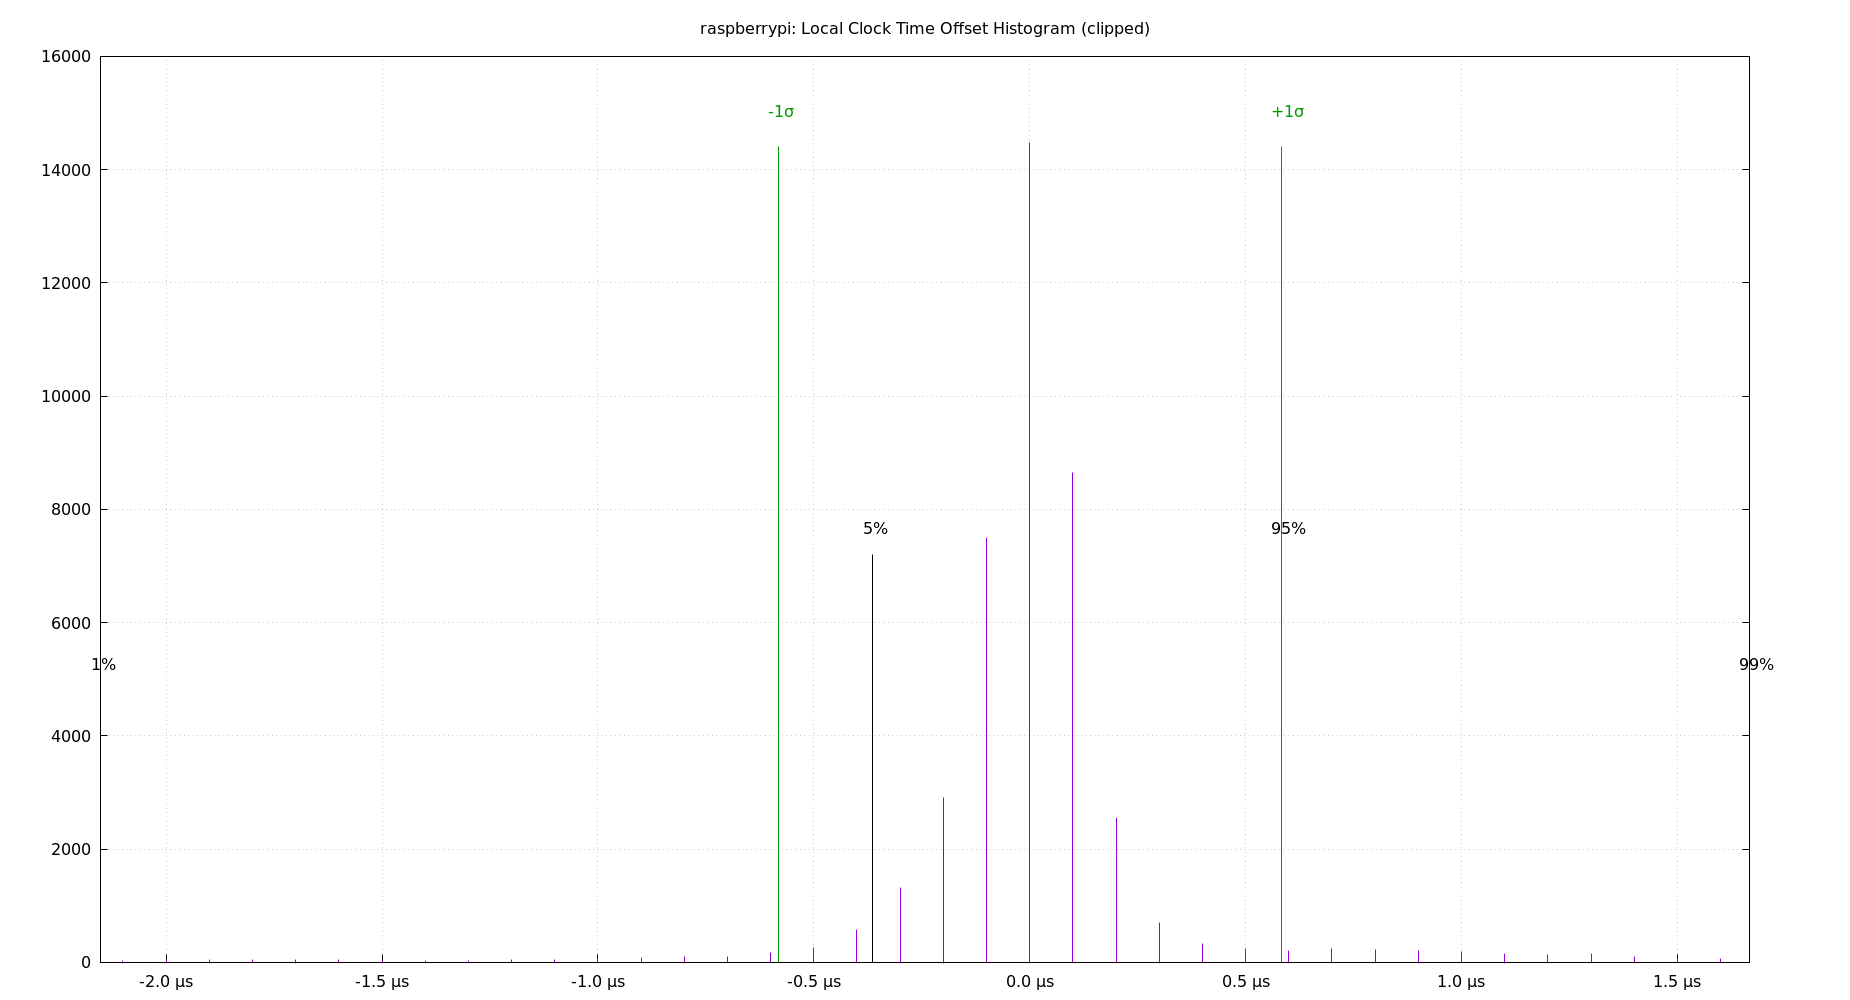 raspberrypi: Local Clock Time Offset Histogram (clipped)
16000
-1σ
+1σ
14000
12000
10000
8000
5%
95%
6000
1%
99%
4000
2000
0
-2.0 µs
-1.5 µs
-1.0 µs
-0.5 µs
0.0 µs
0.5 µs
1.0 µs
1.5 µs